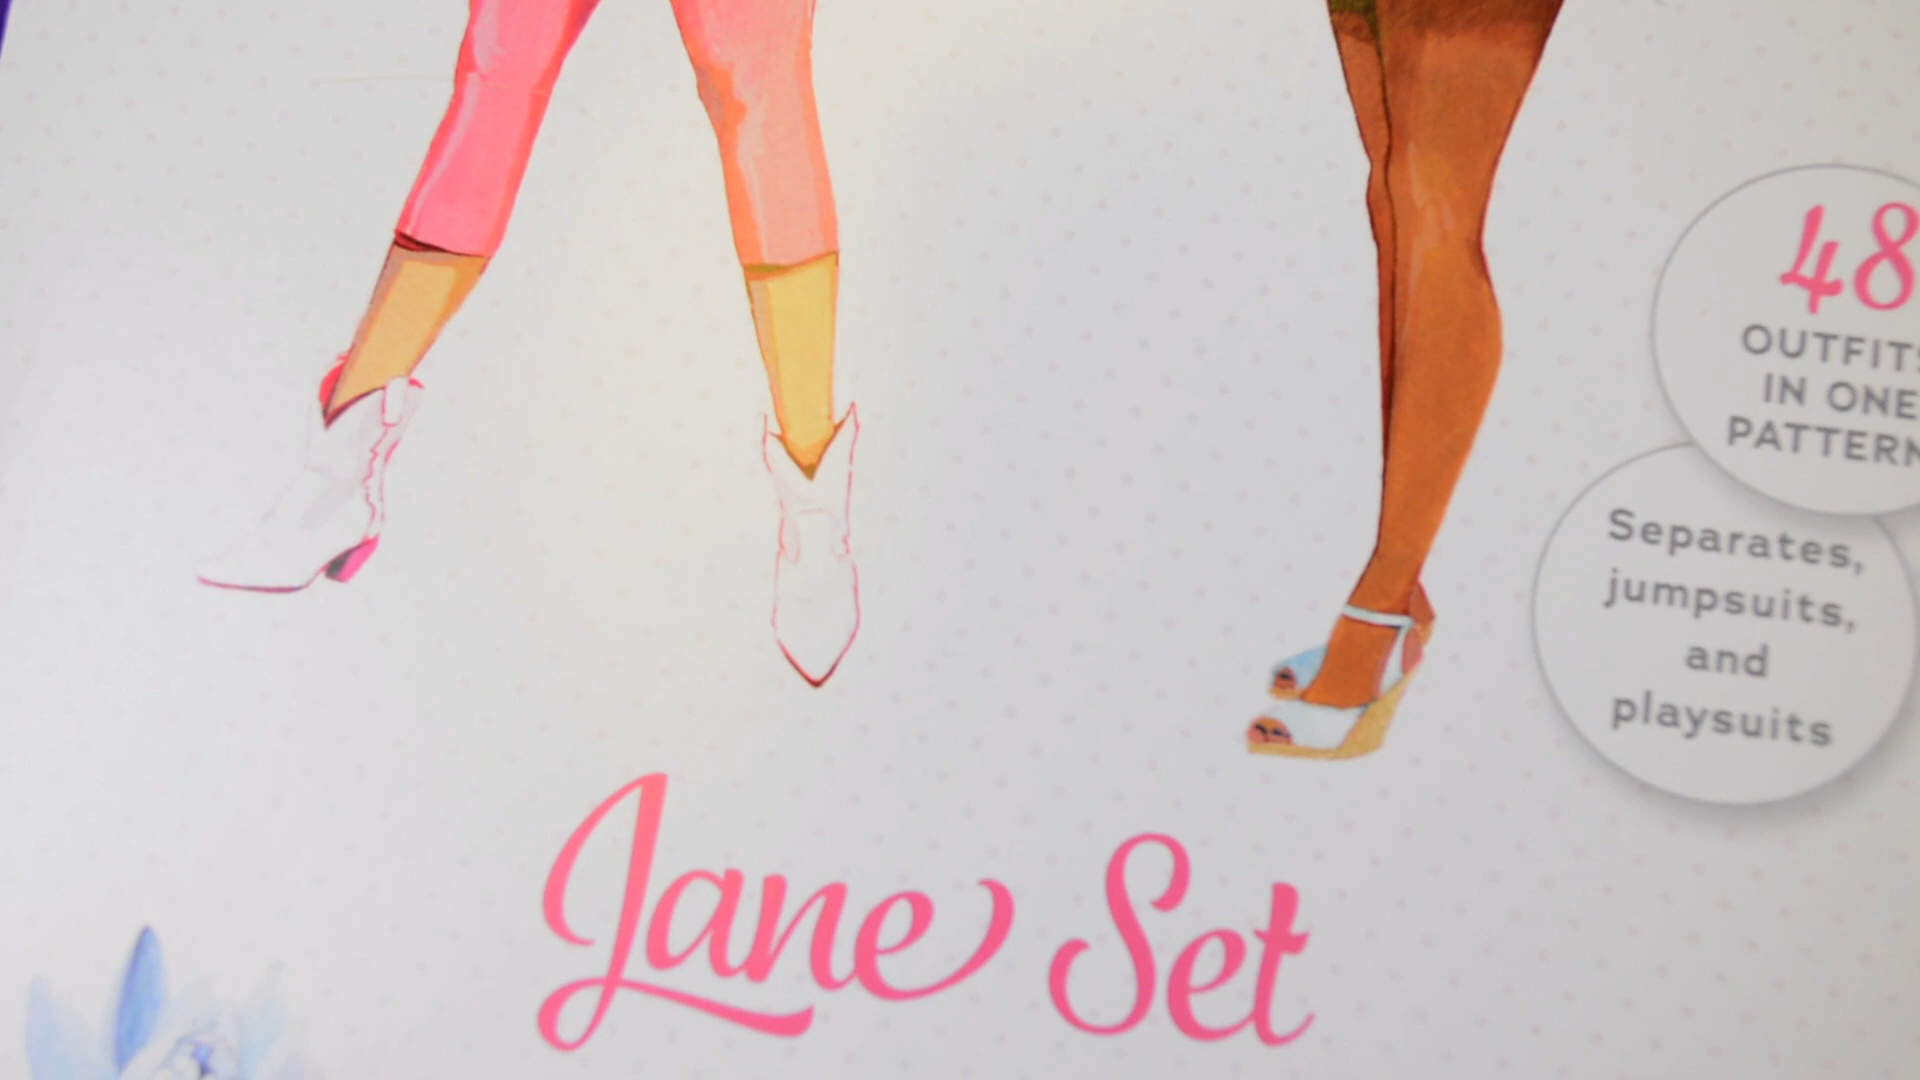 48
OUTFITS
IN ONE
PATTERN
Separates,
jumpsuits,
and
playsuits
Jane Set